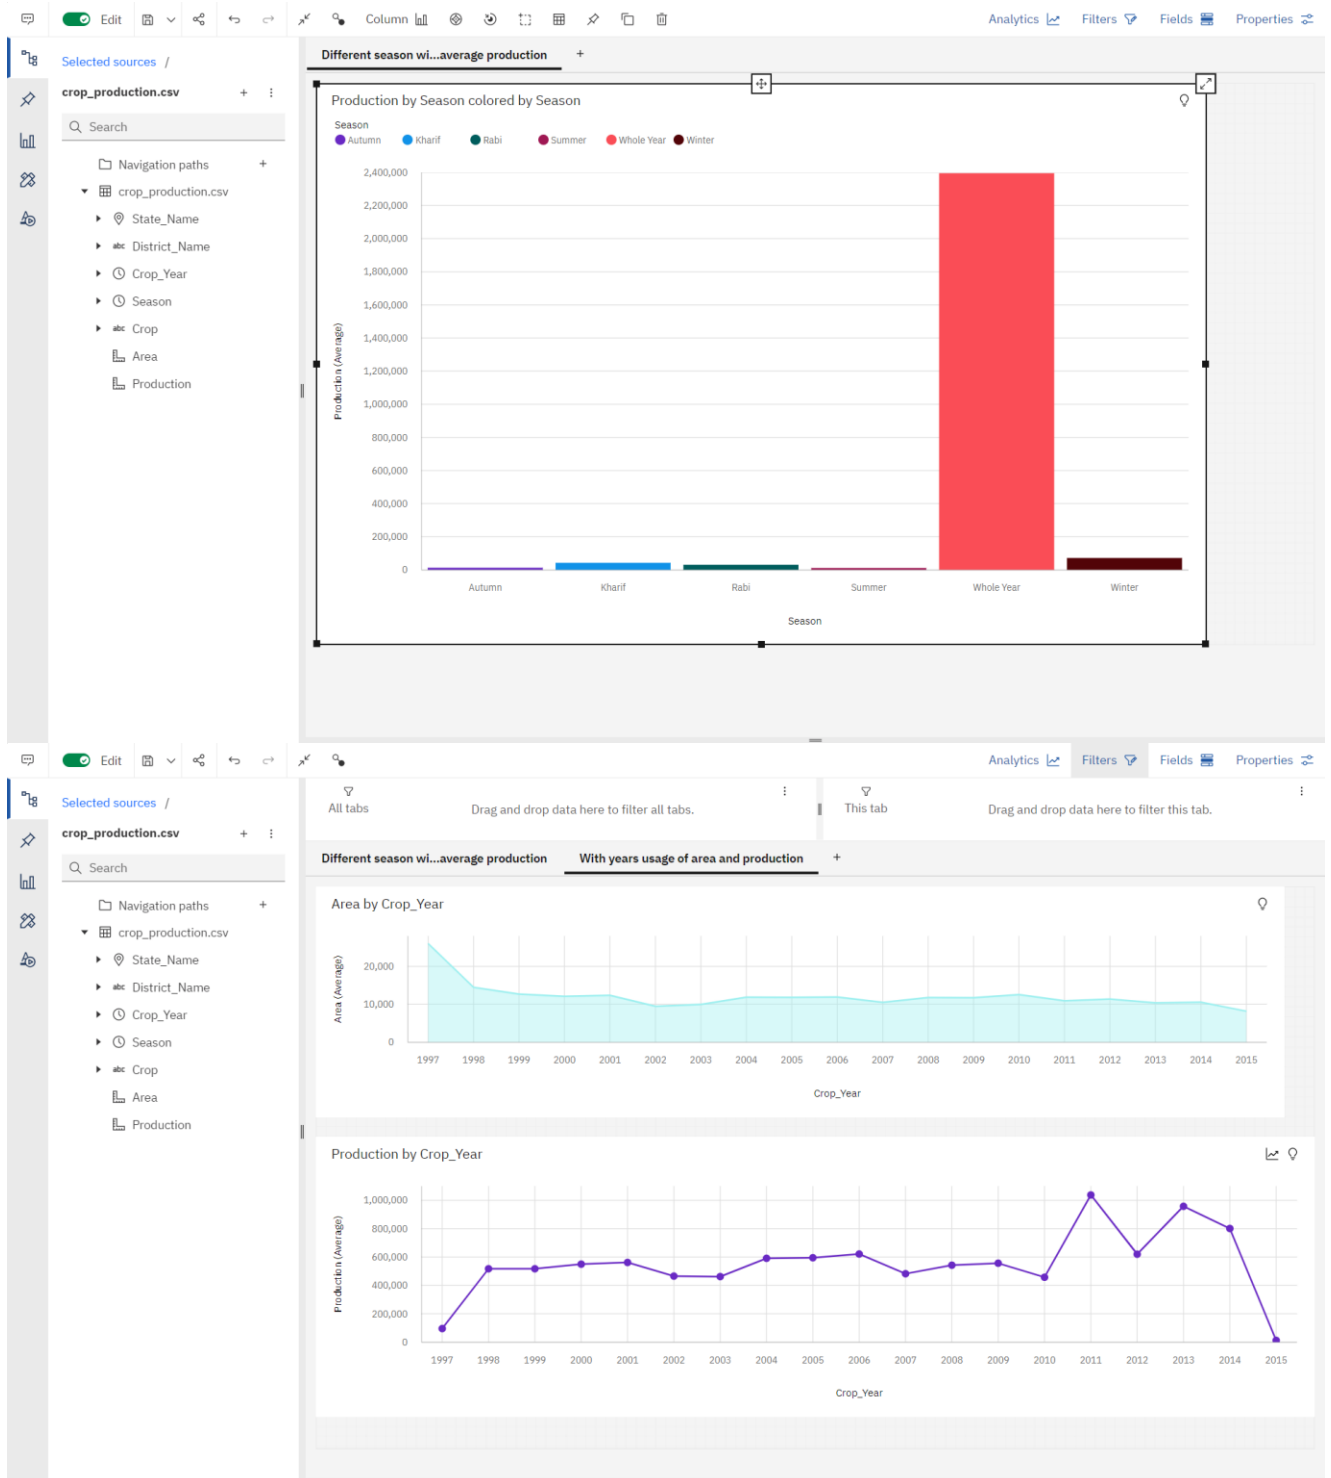 Edit
Column
Analytics
Filters
Fields
Properties
Selected sources /
crop_production.csv
Search
Navigation paths
crop_production.csv
State_Name
abc District_Name
Crop_Year
Season
abc Crop
Area
Production
Different season wi...average production
Production by Season colored by Season
Season
Autumn Kharif Rabi Summer Whole Year Winter
Production (Average)
2,400,000
2,200,000
2,000,000
1,800,000
1,600,000
1,400,000
1,200,000
1,000,000
800,000
600,000
400,000
200,000
0
Autumn Kharif Rabi Summer Whole Year Winter
Season
Edit
Analytics
Filters
Fields
Properties
Selected sources /
crop_production.csv
Search
Navigation paths
crop_production.csv
State_Name
abc District_Name
Crop_Year
Season
abc Crop
Area
Production
All tabs
Drag and drop data here to filter all tabs.
This tab
Drag and drop data here to filter this tab.
Different season wi...average production
With years usage of area and production
Area by Crop_Year
Area (Average)
20,000
10,000
0
1997 1998 1999 2000 2001 2002 2003 2004 2005 2006 2007 2008 2009 2010 2011 2012 2013 2014 2015
Crop_Year
Production by Crop_Year
Production (Average)
1,000,000
800,000
600,000
400,000
200,000
0
1997 1998 1999 2000 2001 2002 2003 2004 2005 2006 2007 2008 2009 2010 2011 2012 2013 2014 2015
Crop_Year